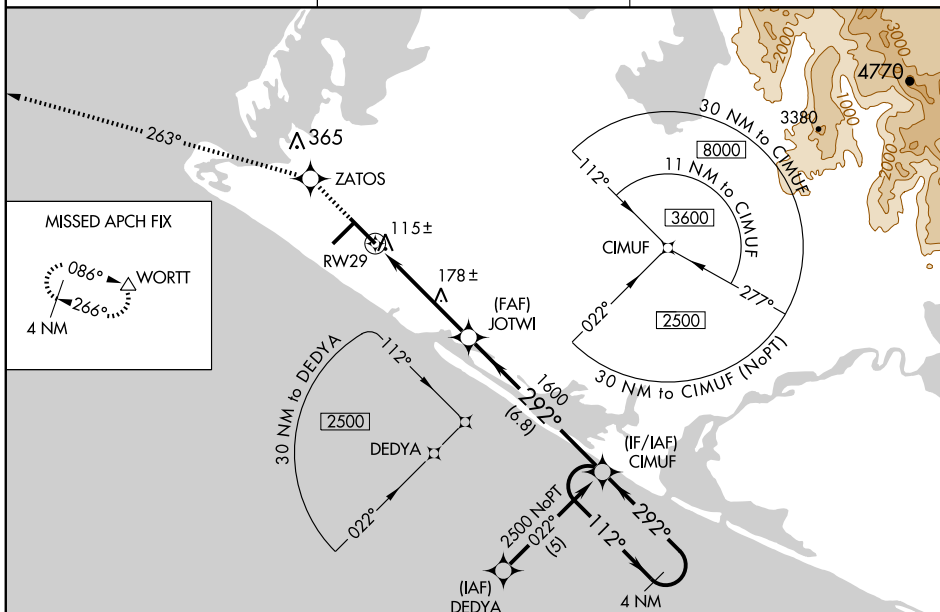 3000
2000
4770
3380
1000
2000
30 NM to CIMUF
8000
11 NM to CIMUF
3600
112°
CIMUF
277°
022°
2500
30 NM to CIMUF (NoPT)
263°
365
ZATOS
115±
RW29
178±
(FAF)
JOTWI
MISSED APCH FIX
086°
WORTT
266°
4 NM
30 NM to DEDYA
112°
2500
DEDYA
022°
1600
292°
(6.8)
(IF/IAF)
CIMUF
2500 NoPT
022°
(5)
112°
292°
4 NM
(IAF)
DEDYA